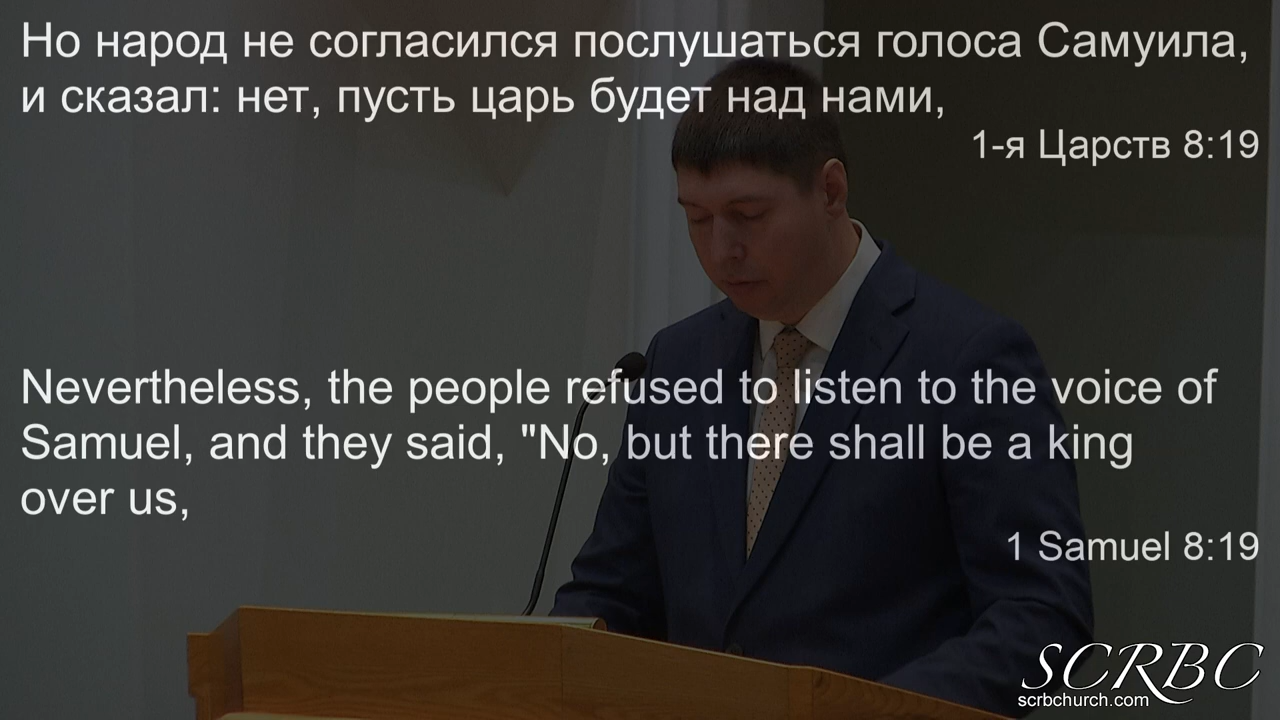 Но народ не согласился послушаться голоса Самуила,
и сказал: нет, пусть царь будет над нами,
1-я Царств 8:19
Nevertheless, the people refused to listen to the voice of
Samuel, and they said, "No, but there shall be a king
over us,
1 Samuel 8:19
SCRBC
scrbchurch.com